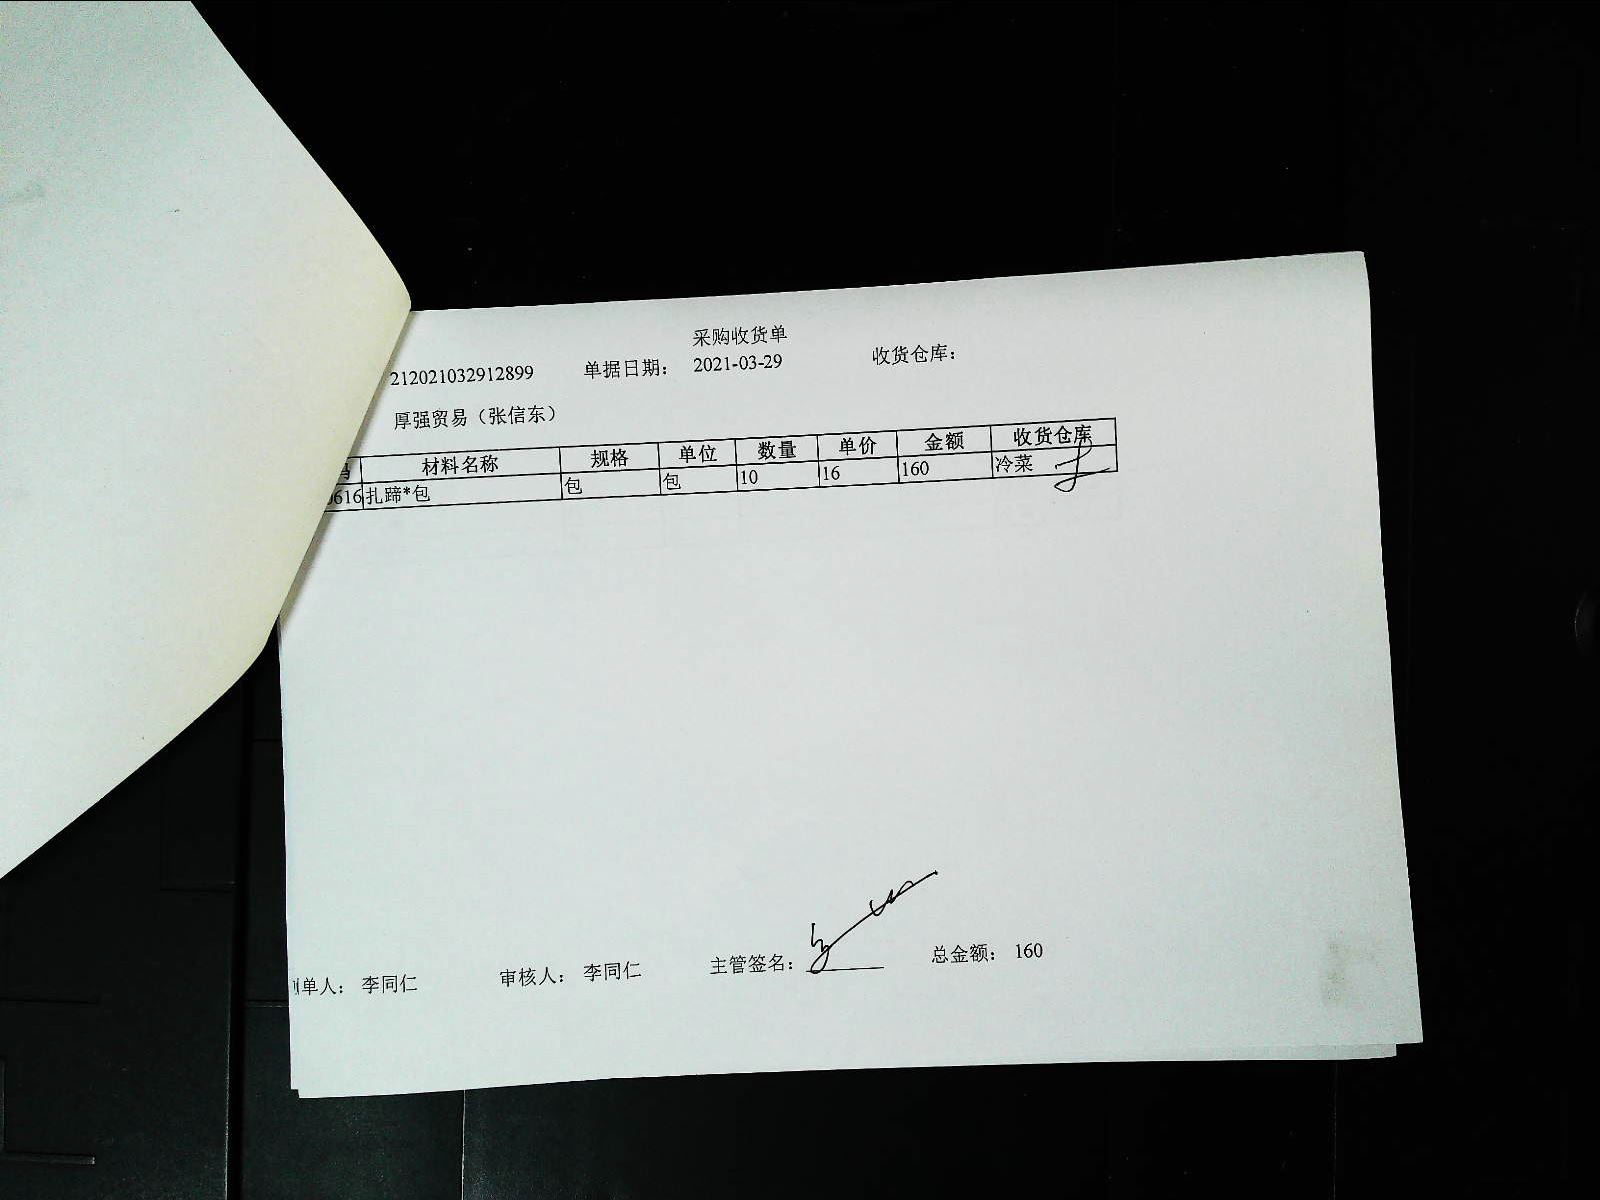 采购收货单
212021032912899 单据日期: 2021-03-29 收货仓库:
厚强贸易（张信东）
材料名称 规格 单位 数量 单价 金额 收货仓库
0616 扎蹄*包 包 包 10 16 160 冷菜
单人: 李同仁 审核人: 李同仁 主管签名: 总金额: 160